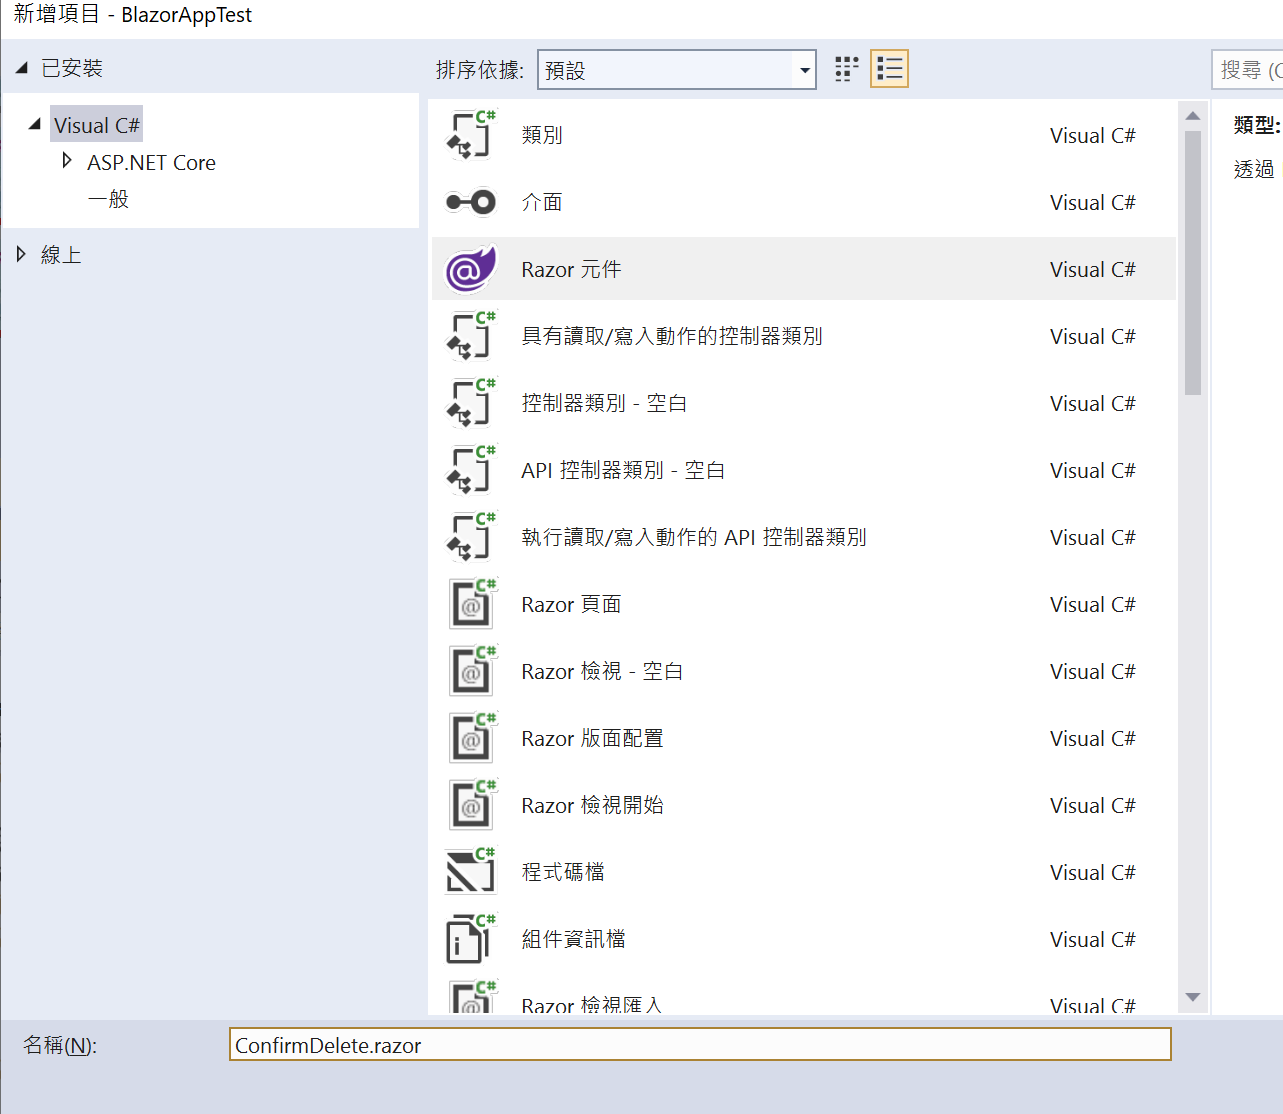 新增項目 - BlazorAppTest
已安裝
排序依據: 預設
搜尋 (C
Visual C#
ASP.NET Core
一般
線上
類別 Visual C#
介面 Visual C#
Razor 元件 Visual C#
具有讀取/寫入動作的控制器類別 Visual C#
控制器類別 - 空白 Visual C#
API 控制器類別 - 空白 Visual C#
執行讀取/寫入動作的 API 控制器類別 Visual C#
Razor 頁面 Visual C#
Razor 檢視 - 空白 Visual C#
Razor 版面配置 Visual C#
Razor 檢視開始 Visual C#
程式碼檔 Visual C#
組件資訊檔 Visual C#
Razor 檢視匯入 Visual C#
類型:
透過
名稱(N): ConfirmDelete.razor